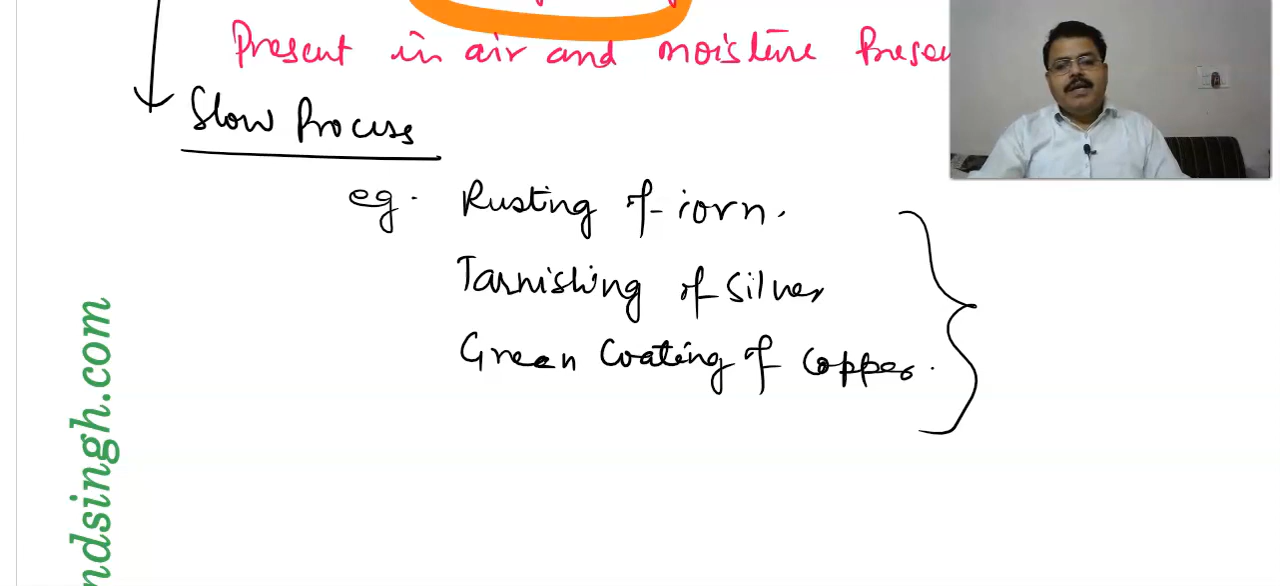 Present in air and moisture Presen
Slow Process
eg. Rusting of iorn.
Tarnishing of Silver
Green Coating of Copper.
ndsingh.com